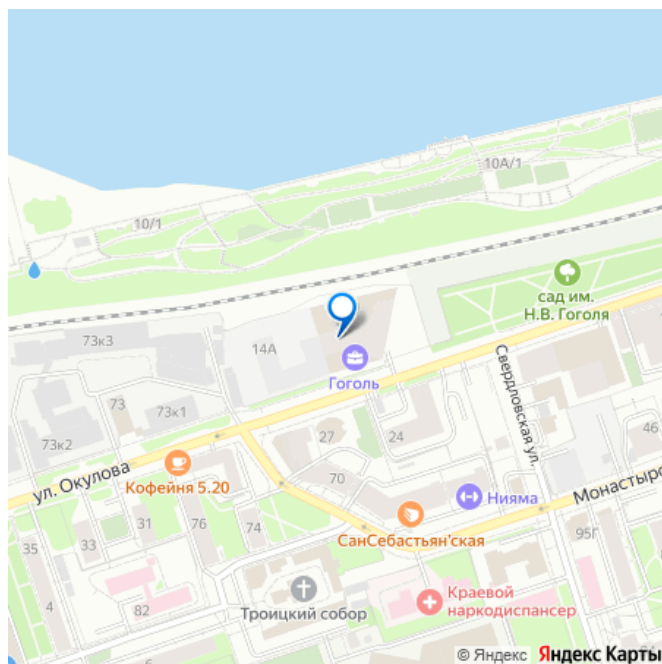 10А/1
10/1
сад им.
Н.В. Гоголя
73к3
14А
Гоголь
Свердловская ул.
73
73к1
27
24
46
73к2
ул. Окулова
Кофейня 5.20
70
Нияма
Монастырс
76
74
СанСебастьян'ская
95Г
35
33
31
4
82
Троицкий собор
Краевой
наркодиспансер
© Яндекс Яндекс Карты